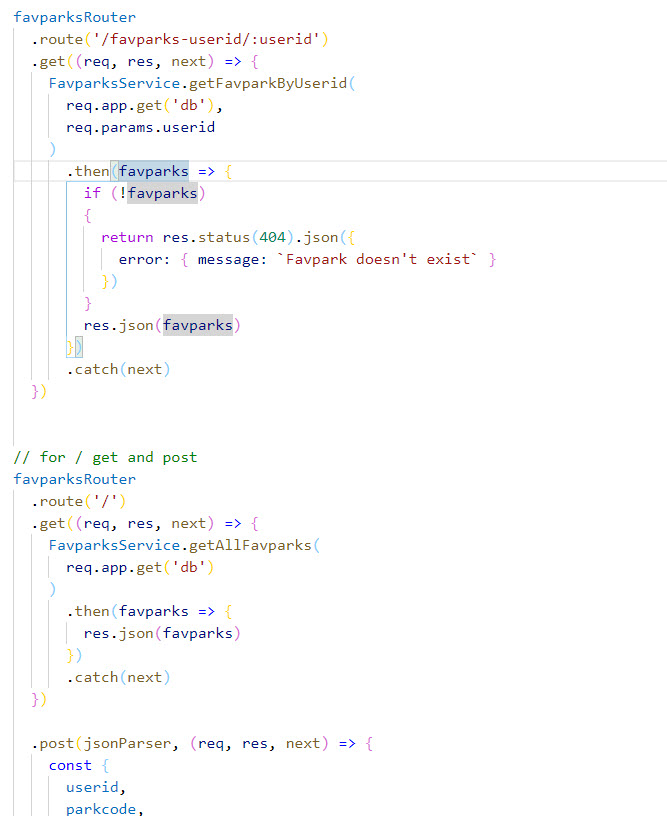 favparksRouter
.route('/favparks-userid/:userid')
.get((req, res, next) => {
FavparksService.getFavparkByUserid(
req.app.get('db'),
req.params.userid
)
.then(favparks => {
if (!favparks)
{
return res.status(404).json({
error: { message: `Favpark doesn't exist` }
})
}
res.json(favparks)
})
.catch(next)
})
// for / get and post
favparksRouter
.route('/')
.get((req, res, next) => {
FavparksService.getAllFavparks(
req.app.get('db')
)
.then(favparks => {
res.json(favparks)
})
.catch(next)
})
.post(jsonParser, (req, res, next) => {
const {
userid,
parkcode,